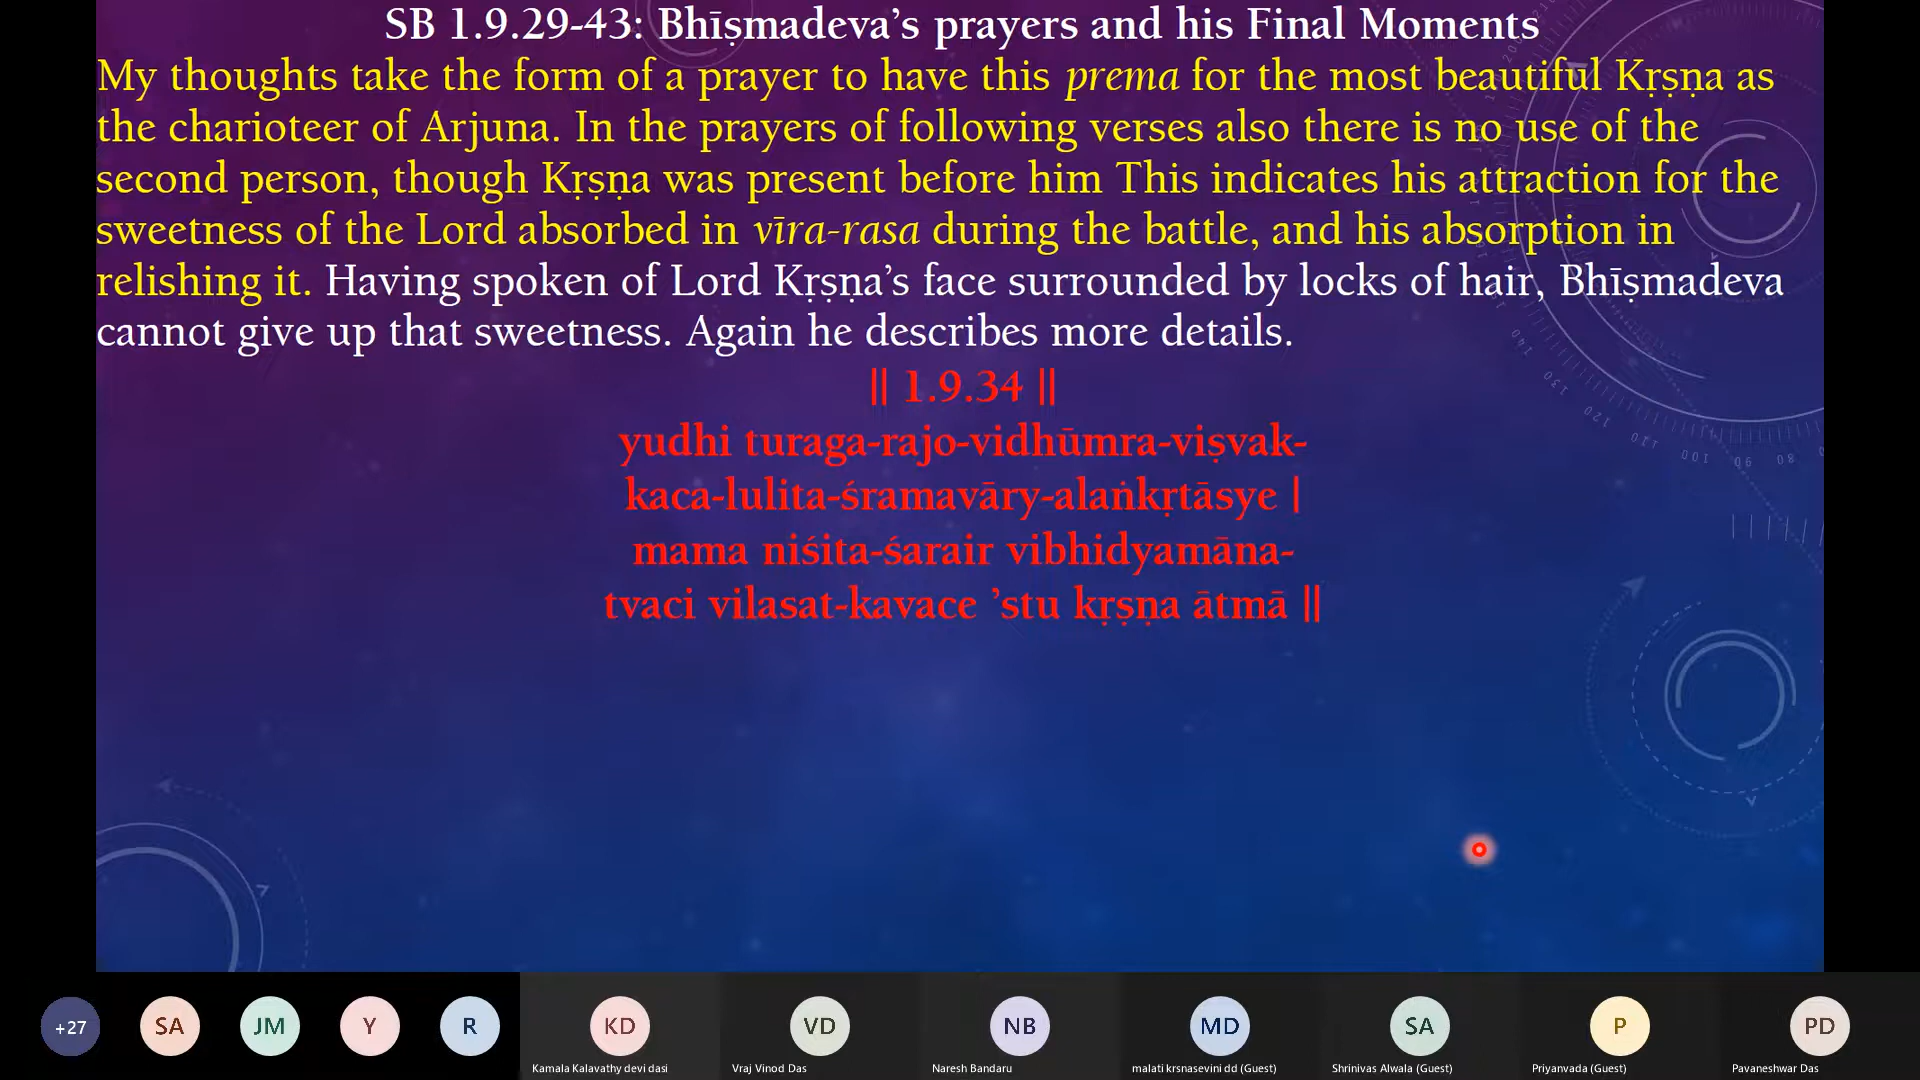 SB 1.9.29-43: Bhīṣmadeva’s prayers and his Final Moments
My thoughts take the form of a prayer to have this prema for the most beautiful Kṛṣṇa as
the charioteer of Arjuna. In the prayers of following verses also there is no use of the
second person, though Kṛṣṇa was present before him This indicates his attraction for the
sweetness of the Lord absorbed in vīra-rasa during the battle, and his absorption in
relishing it. Having spoken of Lord Kṛṣṇa’s face surrounded by locks of hair, Bhīṣmadeva
cannot give up that sweetness. Again he describes more details.
|| 1.9.34 ||
yudhi turaga-rajo-vidhūmra-viṣvak-
kaca-lulita-śramavāry-alaṅkṛtāsye |
mama niśita-śarair vibhidyamāna-
tvaci vilasat-kavace ’stu kṛṣṇa ātmā ||
140
130
120
110
100
90
80
+27
SA
JM
Y
R
KD
VD
NB
MD
SA
P
PD
Kamala Kalavathy devi dasi
Vraj Vinod Das
Naresh Bandaru
malati krsnasevini dd (Guest)
Shrinivas Alwala (Guest)
Priyanvada (Guest)
Pavaneshwar Das